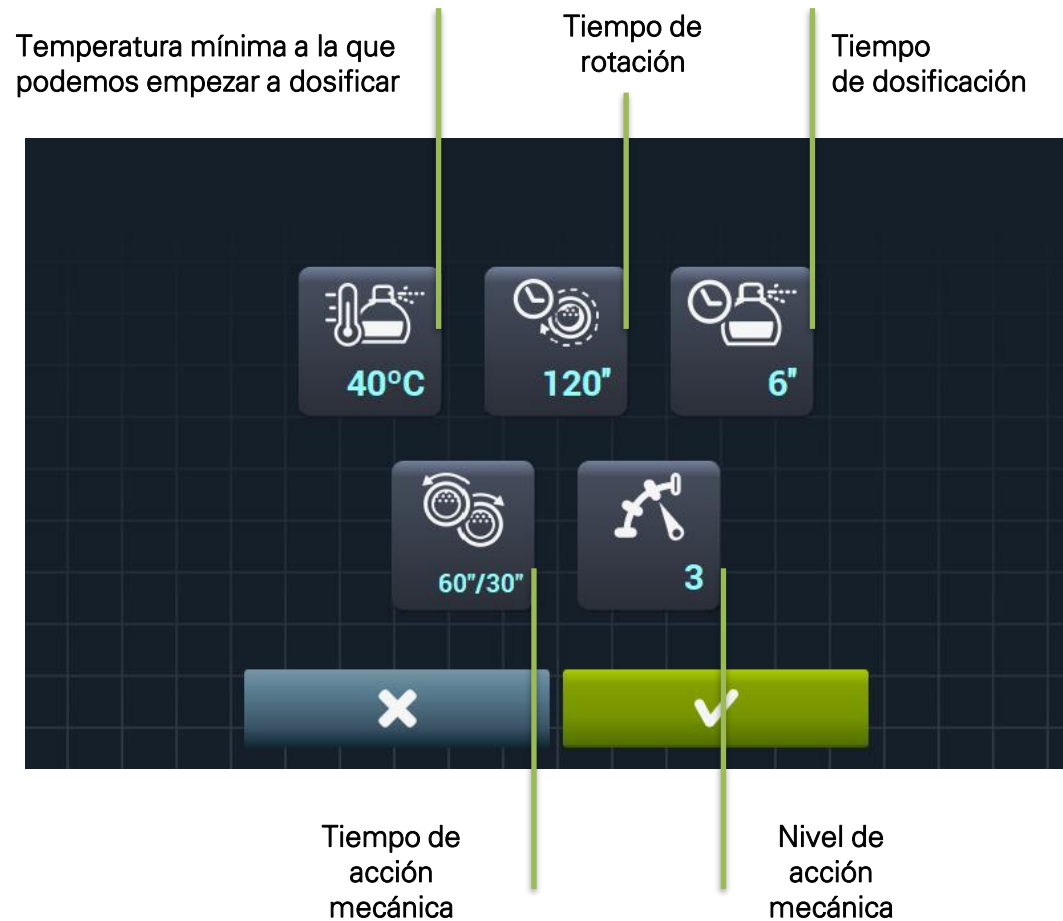 Temperatura mínima a la que
podemos empezar a dosificar
Tiempo de
rotación
Tiempo
de dosificación
40ºC
120"
6"
60"/30"
3
Tiempo de
acción
mecánica
Nivel de
acción
mecánica